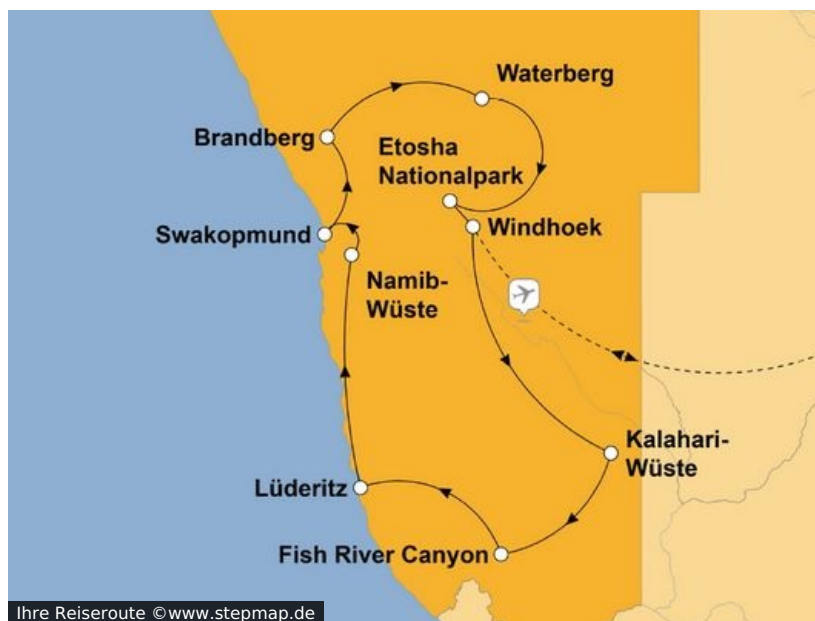 Waterberg
Brandberg
Etosha
Nationalpark
Swakopmund
Windhoek
Namib-
Wüste
Kalahari-
Wüste
Lüderitz
Fish River Canyon
Ihre Reiseroute ©www.stepmap.de